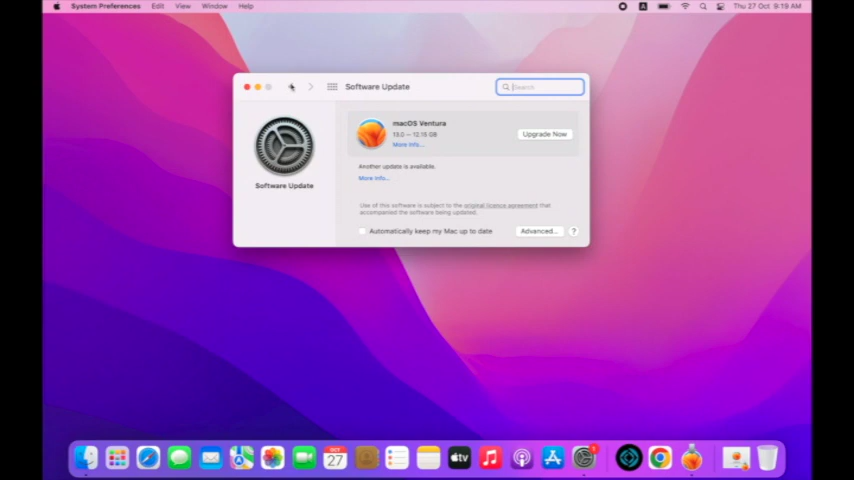 System Preferences Edit View Window Help
A
Thu 27 Oct 9:19 AM
Software Update
Search
macOS Ventura
13.0 — 12.15 GB
More info...
Upgrade Now
Another update is available.
More info...
Software Update
Use of this software is subject to the original licence agreement that
accompanied the software being updated.
Automatically keep my Mac up to date
Advanced...
?
OCT
27
tv
1